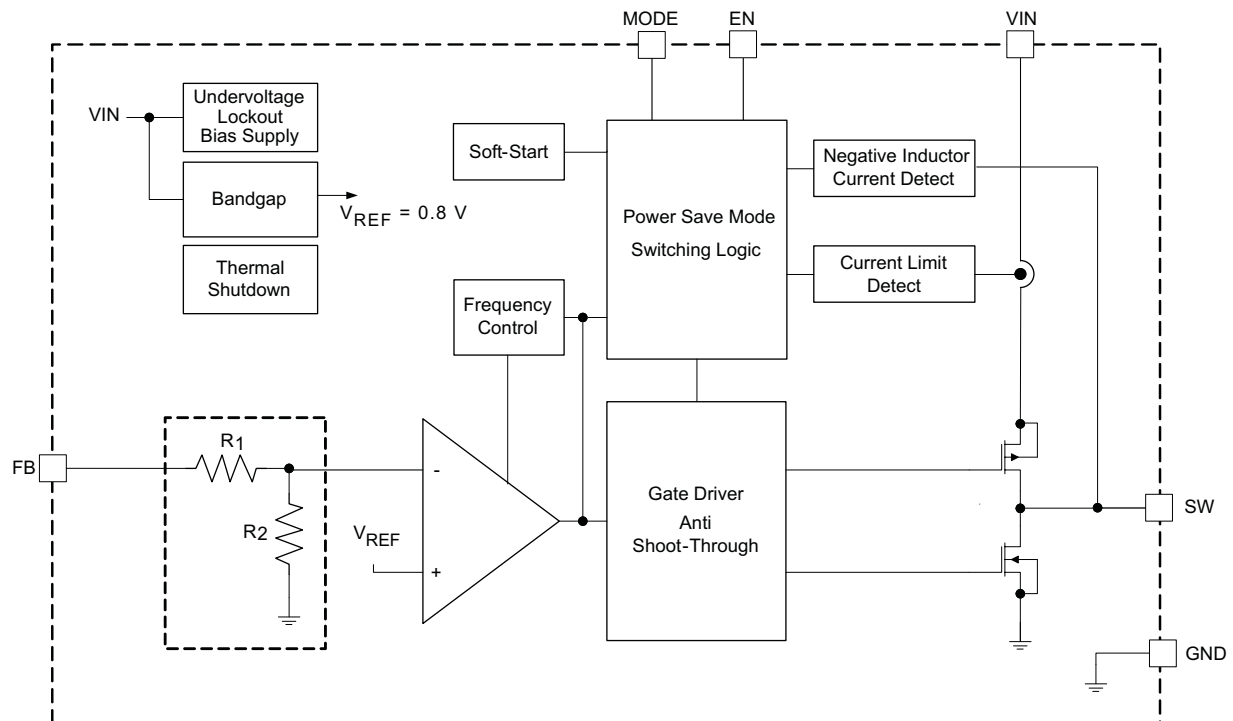 MODE
EN
VIN
VIN
Undervoltage
Lockout
Bias Supply
Soft-Start
Negative Inductor
Current Detect
Bandgap
VREF = 0.8 V
Power Save Mode
Switching Logic
Thermal
Shutdown
Current Limit
Detect
Frequency
Control
FB
R1
R2
-
VREF
+
Gate Driver
Anti
Shoot-Through
SW
GND